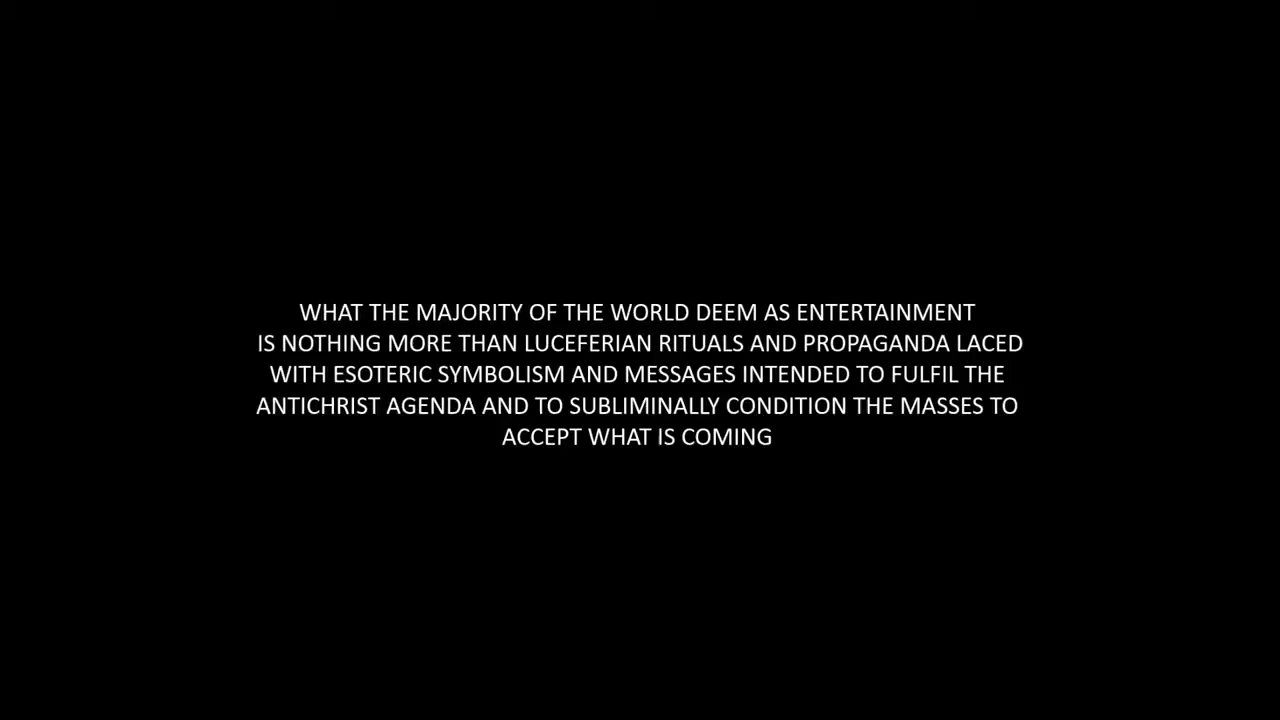 WHAT THE MAJORITY OF THE WORLD DEEM AS ENTERTAINMENT
IS NOTHING MORE THAN LUCEFERIAN RITUALS AND PROPAGANDA LACED
WITH ESOTERIC SYMBOLISM AND MESSAGES INTENDED TO FULFIL THE
ANTICHRIST AGENDA AND TO SUBLIMINALLY CONDITION THE MASSES TO
ACCEPT WHAT IS COMING